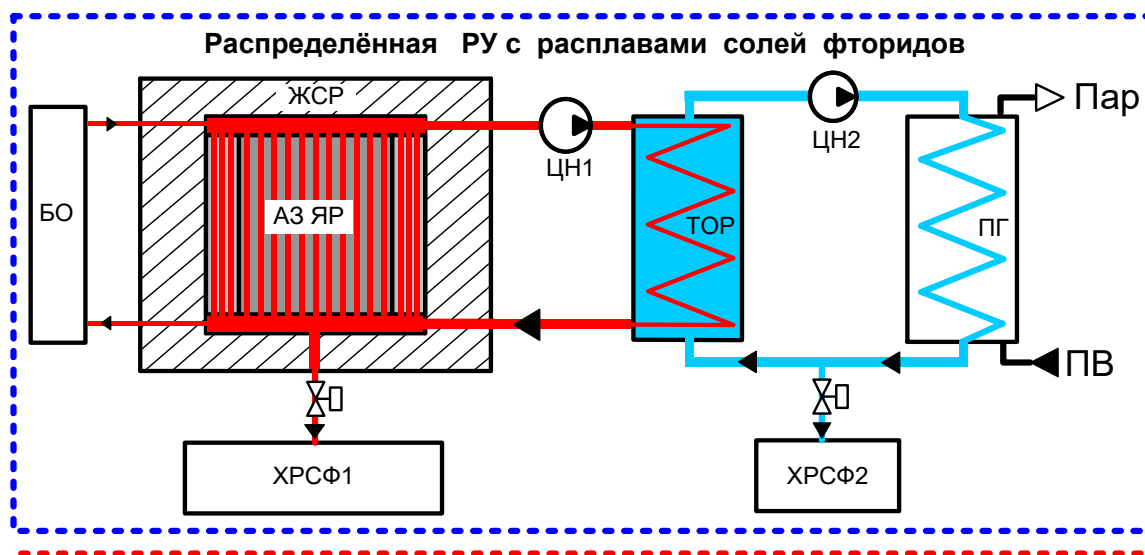 Распределённая РУ с расплавами солей фторидов
ЖСР
Пар
ЦН1
ЦН2
БО
АЗ ЯР
ТОР
ПГ
ПВ
ХРСФ1
ХРСФ2